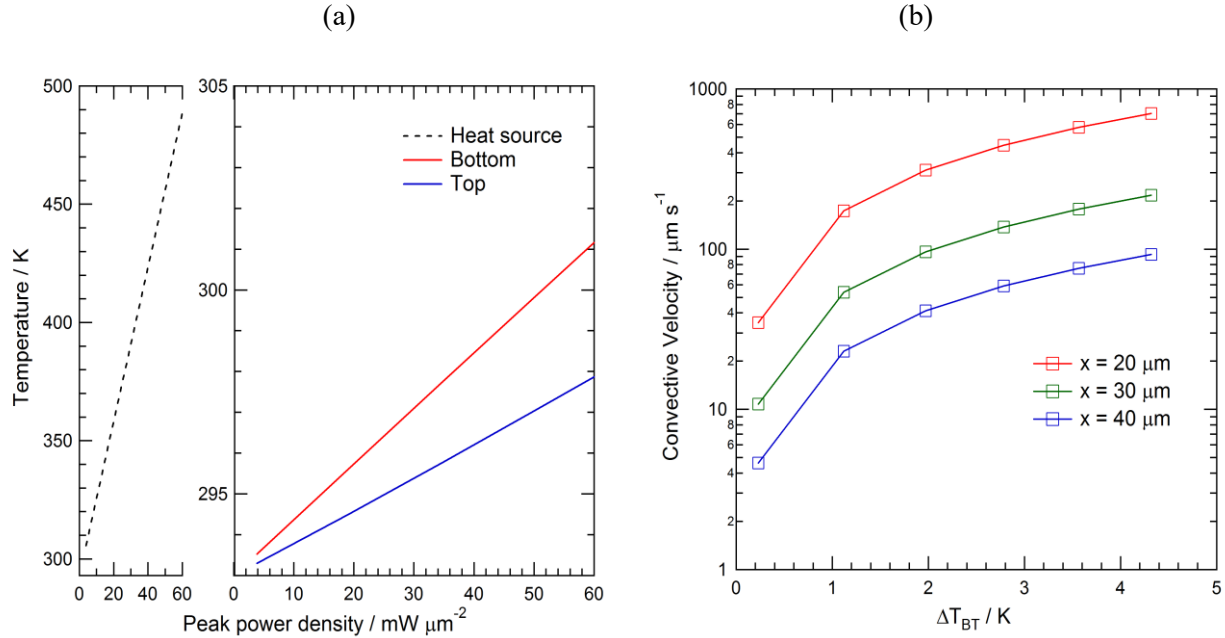 (a)
(b)
Temperature / K
500
450
400
350
300
0 20 40 60
305
300
295
0 10 20 30 40 50 60
Heat source
Bottom
Top
Peak power density / mW μm⁻²
Convective Velocity / μm s⁻¹
1000
8
6
4
2
100
8
6
4
2
10
8
6
4
2
1
x = 20 μm
x = 30 μm
x = 40 μm
0 1 2 3 4 5
ΔT_BT / K